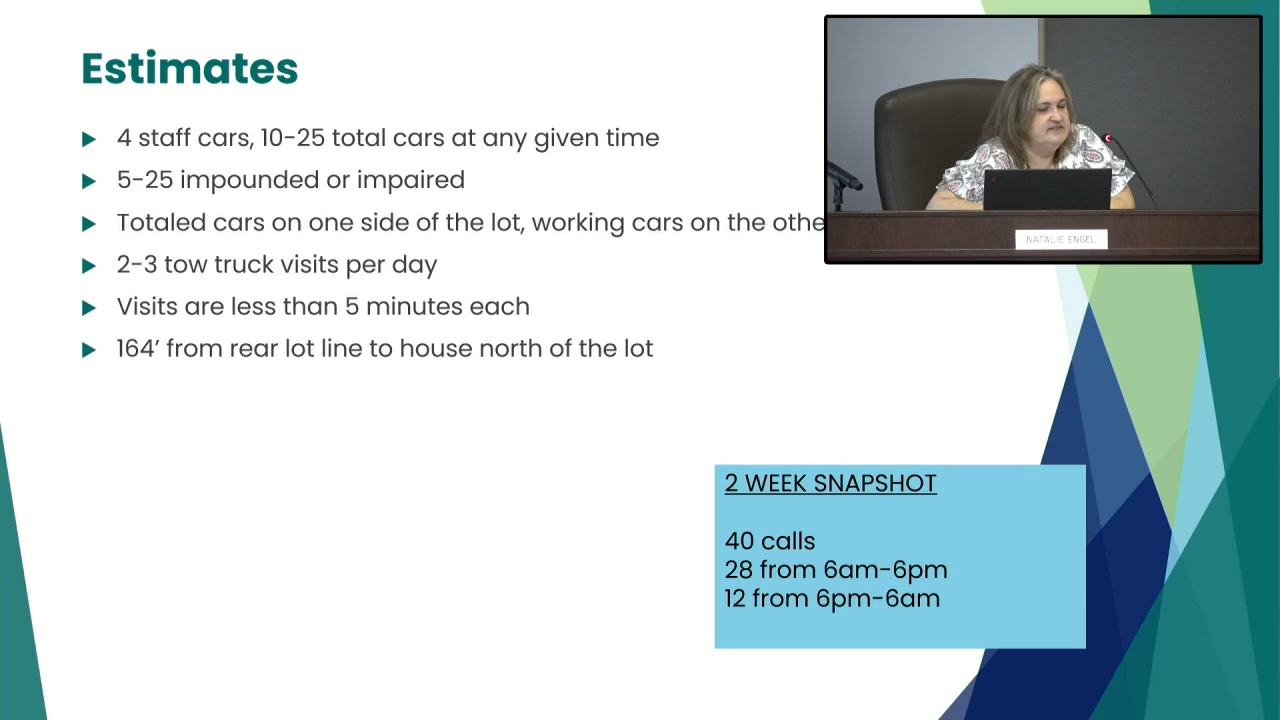 Estimates
4 staff cars, 10-25 total cars at any given time
5-25 impounded or impaired
Totaled cars on one side of the lot, working cars on the othe
2-3 tow truck visits per day
Visits are less than 5 minutes each
164’ from rear lot line to house north of the lot
NATALIE ENGEL
2 WEEK SNAPSHOT
40 calls
28 from 6am-6pm
12 from 6pm-6am